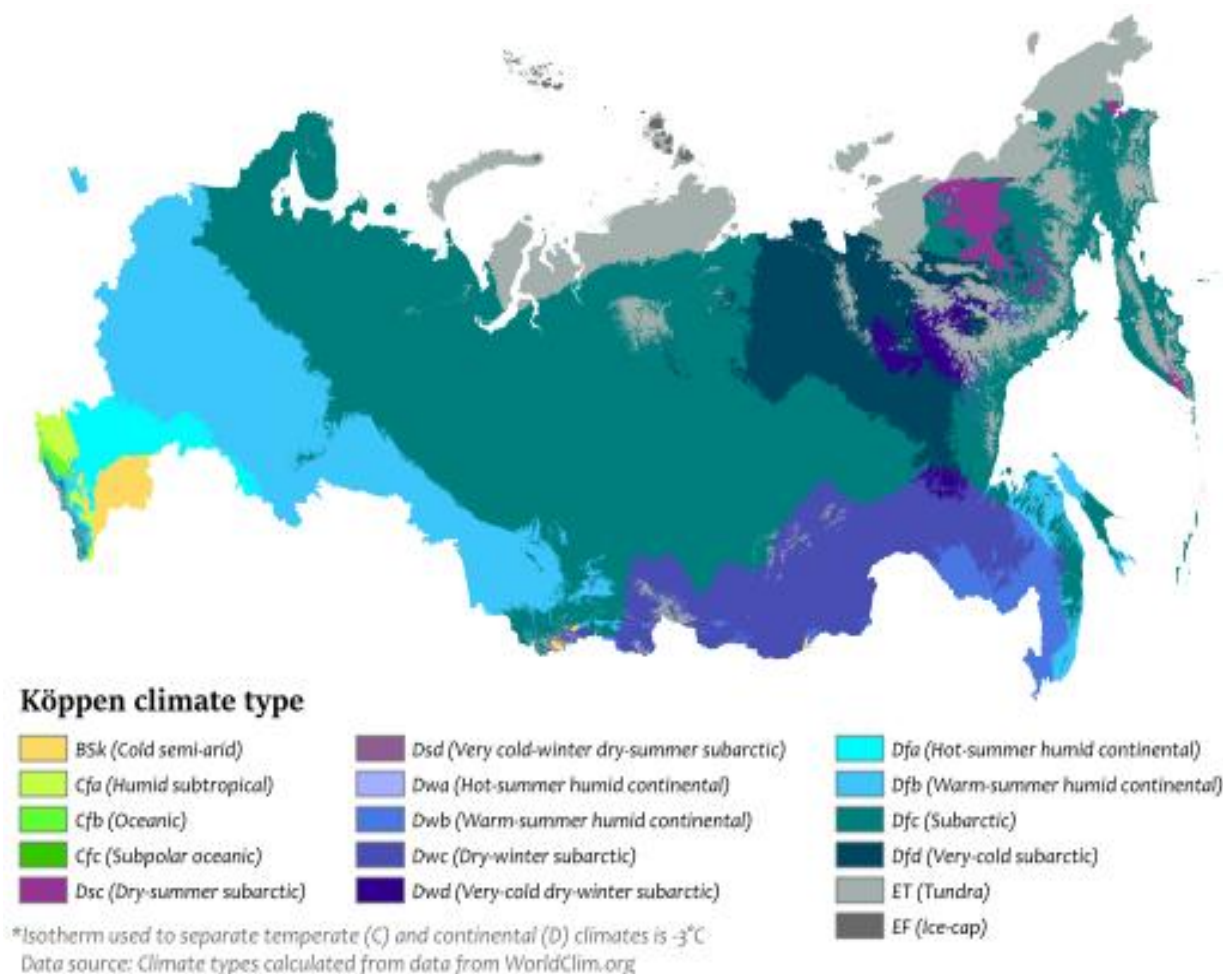 Köppen climate type
BSk (Cold semi-arid)
Cfa (Humid subtropical)
Cfb (Oceanic)
Cfc (Subpolar oceanic)
Dsc (Dry-summer subarctic)
Dsd (Very cold-winter dry-summer subarctic)
Dwa (Hot-summer humid continental)
Dwb (Warm-summer humid continental)
Dwc (Dry-winter subarctic)
Dwd (Very-cold dry-winter subarctic)
Dfa (Hot-summer humid continental)
Dfb (Warm-summer humid continental)
Dfc (Subarctic)
Dfd (Very-cold subarctic)
ET (Tundra)
EF (Ice-cap)
*Isotherm used to separate temperate (C) and continental (D) climates is -3°C
Data source: Climate types calculated from data from WorldClim.org